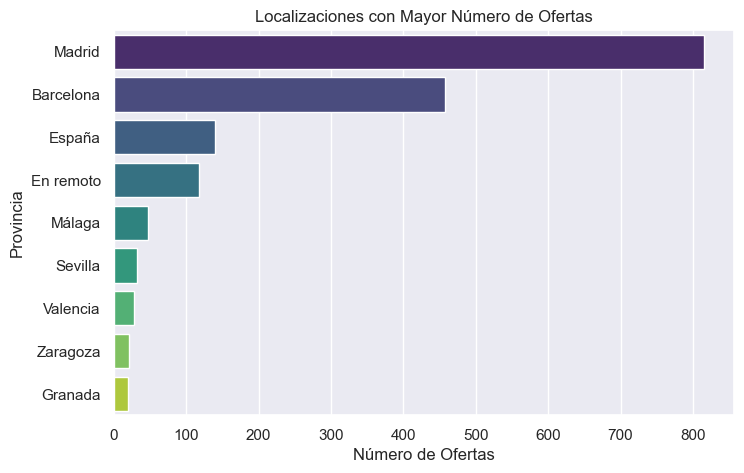 Localizaciones con Mayor Número de Ofertas
Provincia
Madrid
Barcelona
España
En remoto
Málaga
Sevilla
Valencia
Zaragoza
Granada
0 100 200 300 400 500 600 700 800
Número de Ofertas